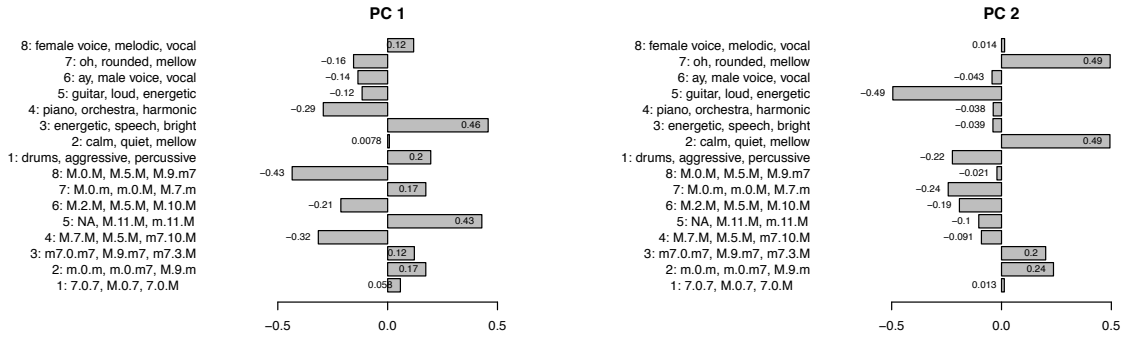 PC 1
8: female voice, melodic, vocal 0.12
7: oh, rounded, mellow −0.16
6: ay, male voice, vocal −0.14
5: guitar, loud, energetic −0.12
4: piano, orchestra, harmonic −0.29
3: energetic, speech, bright 0.46
2: calm, quiet, mellow 0.0078
1: drums, aggressive, percussive 0.2
8: M.0.M, M.5.M, M.9.m7 −0.43
7: M.0.m, m.0.M, M.7.m 0.17
6: M.2.M, M.5.M, M.10.M −0.21
5: NA, M.11.M, m.11.M 0.43
4: M.7.M, M.5.M, m7.10.M −0.32
3: m7.0.m7, M.9.m7, m7.3.M 0.12
2: m.0.m, m.0.m7, M.9.m 0.17
1: 7.0.7, M.0.7, 7.0.M 0.058
−0.5 0.0 0.5
PC 2
8: female voice, melodic, vocal 0.014
7: oh, rounded, mellow 0.49
6: ay, male voice, vocal −0.043
5: guitar, loud, energetic −0.49
4: piano, orchestra, harmonic −0.038
3: energetic, speech, bright −0.039
2: calm, quiet, mellow 0.49
1: drums, aggressive, percussive −0.22
8: M.0.M, M.5.M, M.9.m7 −0.021
7: M.0.m, m.0.M, M.7.m −0.24
6: M.2.M, M.5.M, M.10.M −0.19
5: NA, M.11.M, m.11.M −0.1
4: M.7.M, M.5.M, m7.10.M −0.091
3: m7.0.m7, M.9.m7, m7.3.M 0.2
2: m.0.m, m.0.m7, M.9.m 0.24
1: 7.0.7, M.0.7, 7.0.M 0.013
−0.5 0.0 0.5